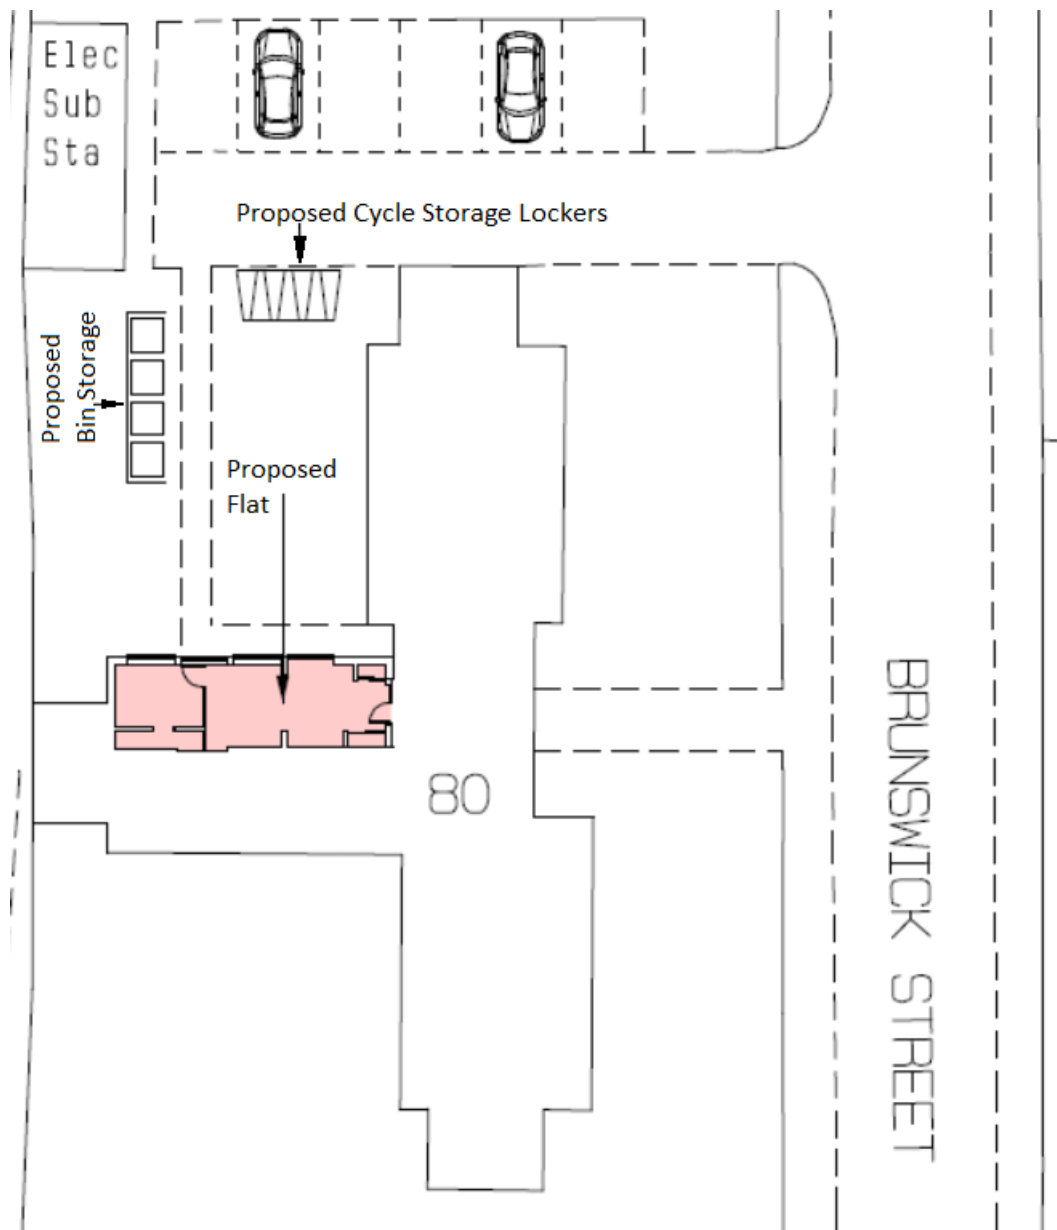 Elec
Sub
Sta
Proposed Cycle Storage Lockers
Proposed
Bin Storage
Proposed
Flat
80
BRUNSWICK STREET